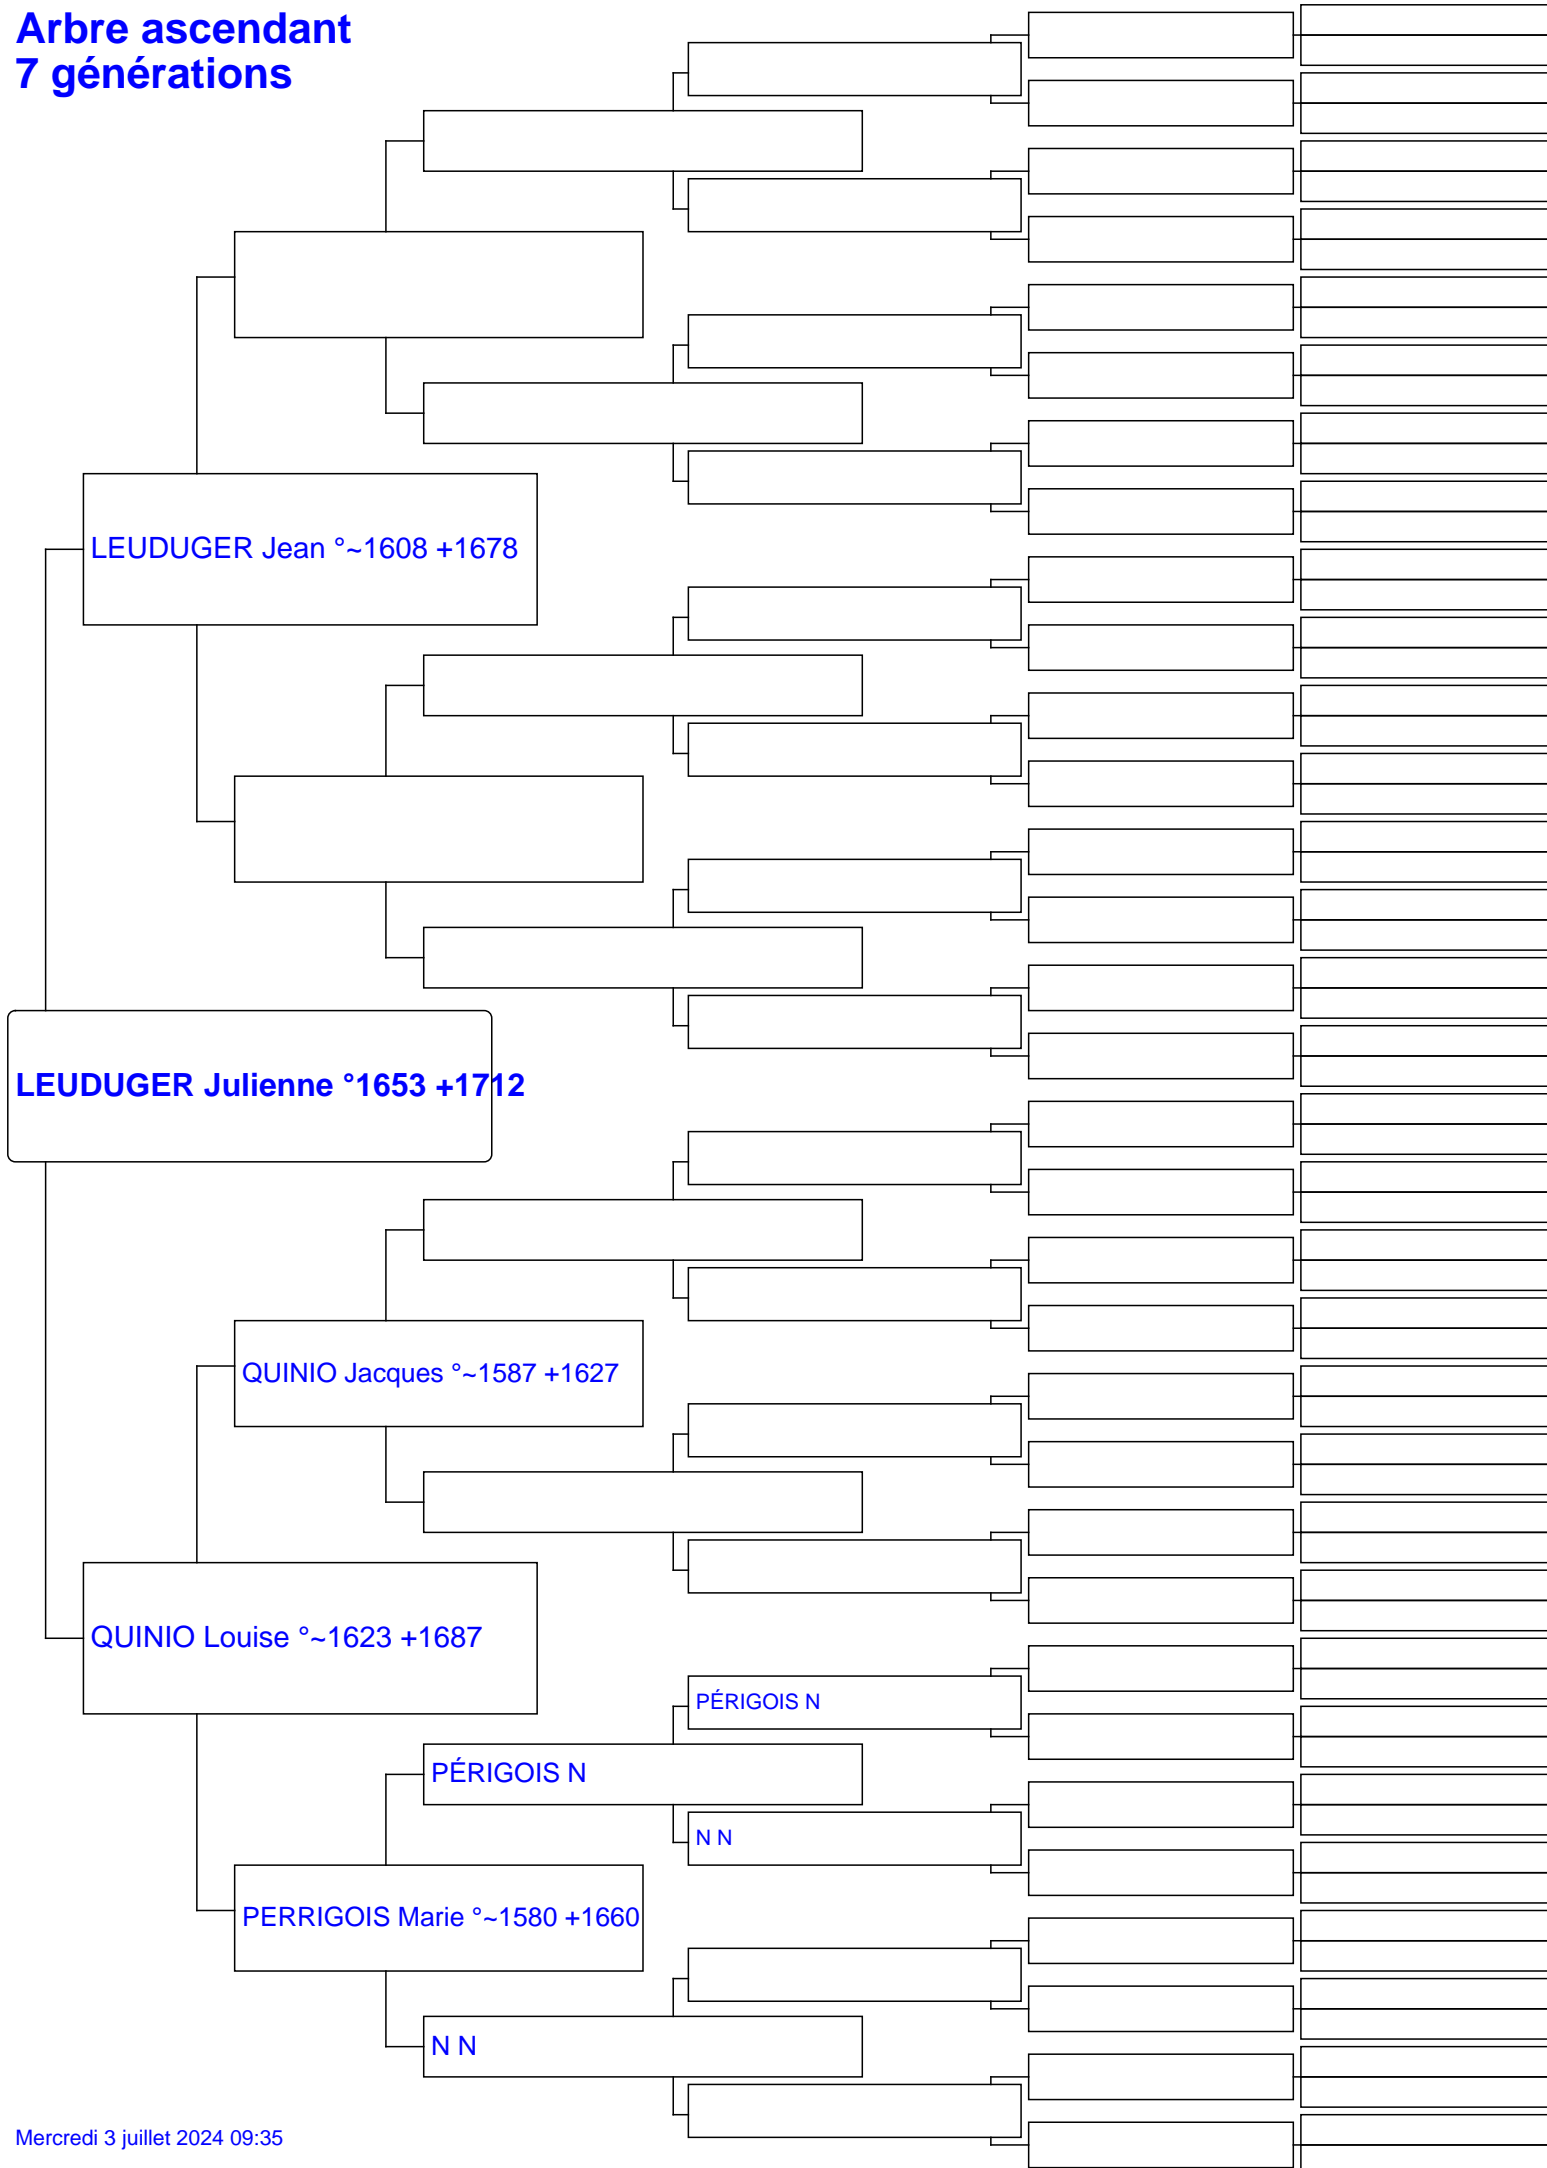 Arbre ascendant
7 générations
LEUDUGER Jean °~1608 +1678
LEUDUGER Julienne °1653 +1712
QUINIO Jacques °~1587 +1627
QUINIO Louise °~1623 +1687
PÉRIGOIS N
PÉRIGOIS N
N N
PERRIGOIS Marie °~1580 +1660
N N
Mercredi 3 juillet 2024 09:35